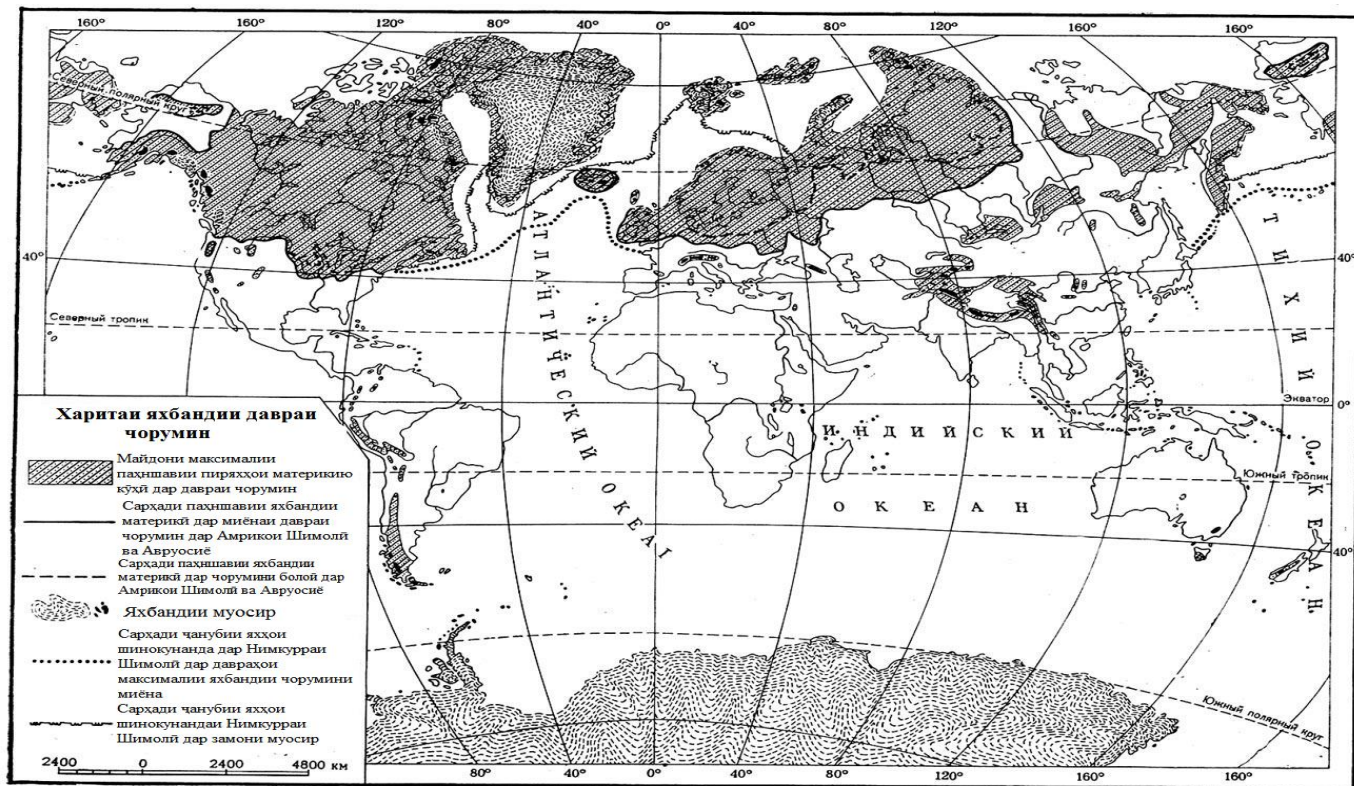 160° 120° 80° 40° 0° 40° 80° 120° 160° 160°
Северный полярный круг
40° 40°
Северный тропик
АТЛАНТИЧЕСКИЙ ОКЕАН
ТИХИЙ ОКЕАН
Экватор 0°
ИНДИЙСКИЙ
ОКЕАН
Южный тропик
40°
Южный полярный круг
Харитаи яхбандии давраи
чорумин
Майдони максималии
паҳншавии пиряхҳои материкию
кӯҳӣ дар давраи чорумин
Сарҳади паҳншавии яхбандии
материкӣ дар миёнаи давраи
чорумин дар Амрикои Шимолӣ
ва Авруосиё
Сарҳади паҳншавии яхбандии
материкӣ дар чорумини болоӣ дар
Амрикои Шимолӣ ва Авруосиё
Яхбандии муосир
Сарҳади ҷанубии яхҳои
шинокунанда дар Нимкурраи
Шимолӣ дар давраҳои
максималии яхбандии чорумини
миёна
Сарҳади ҷанубии яхҳои
шинокунандаи Нимкурраи
Шимолӣ дар замони муосир
2400 0 2400 4800 км
80° 40° 0° 40° 80° 120° 160° 160°